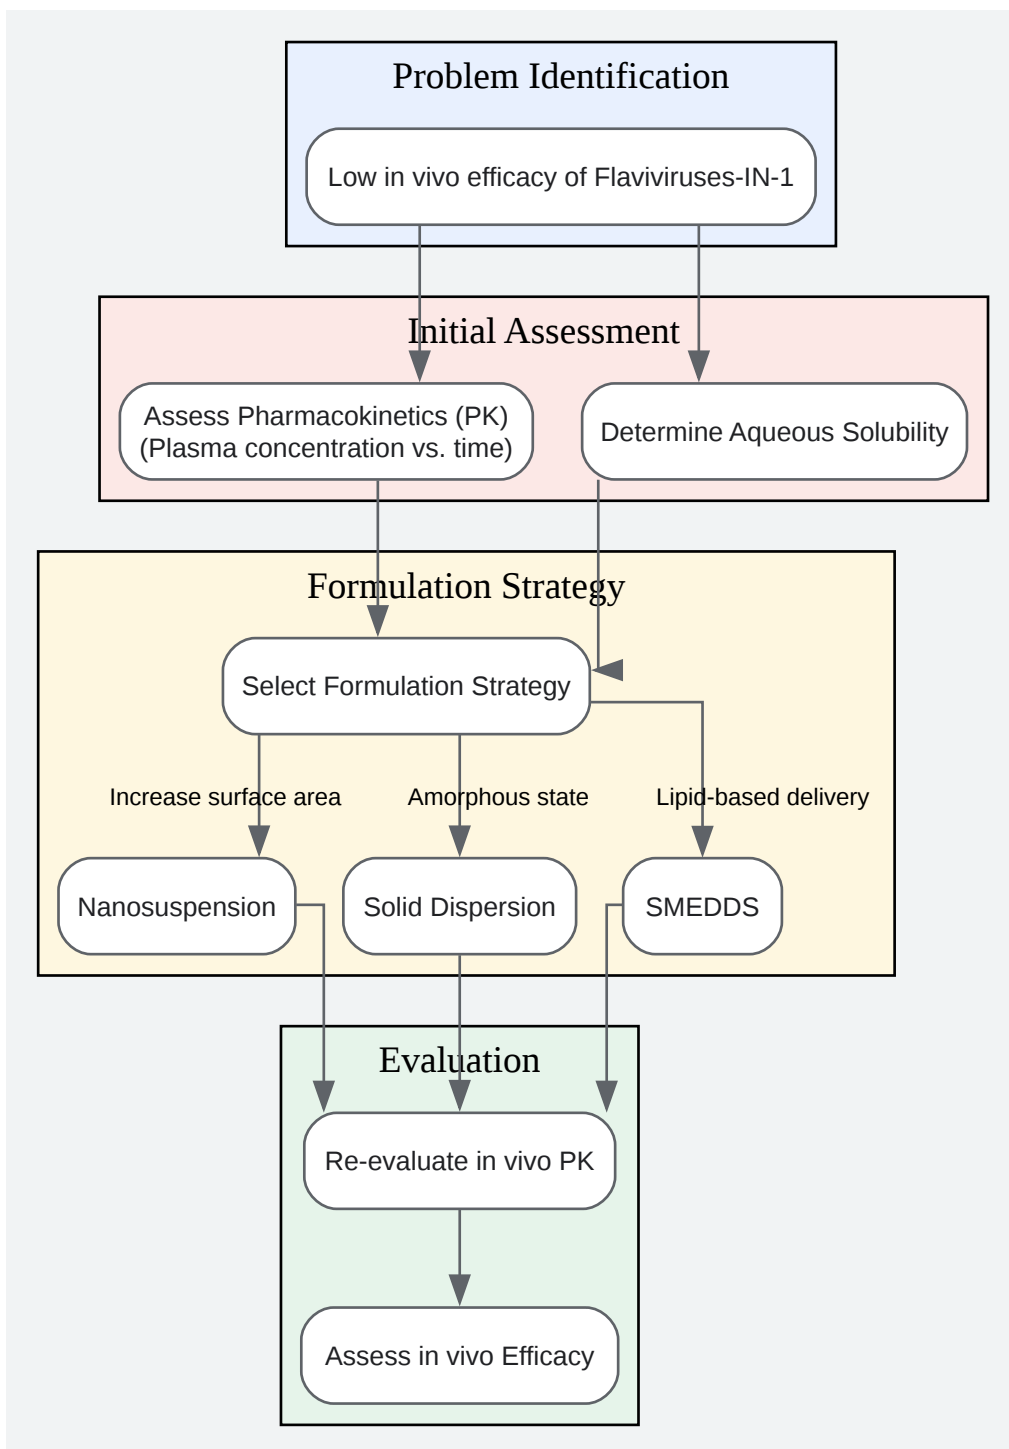 Problem Identification
Low in vivo efficacy of Flaviviruses-IN-1
Initial Assessment
Assess Pharmacokinetics (PK)
(Plasma concentration vs. time)
Determine Aqueous Solubility
Formulation Strategy
Select Formulation Strategy
Increase surface area
Amorphous state
Lipid-based delivery
Nanosuspension
Solid Dispersion
SMEDDS
Evaluation
Re-evaluate in vivo PK
Assess in vivo Efficacy